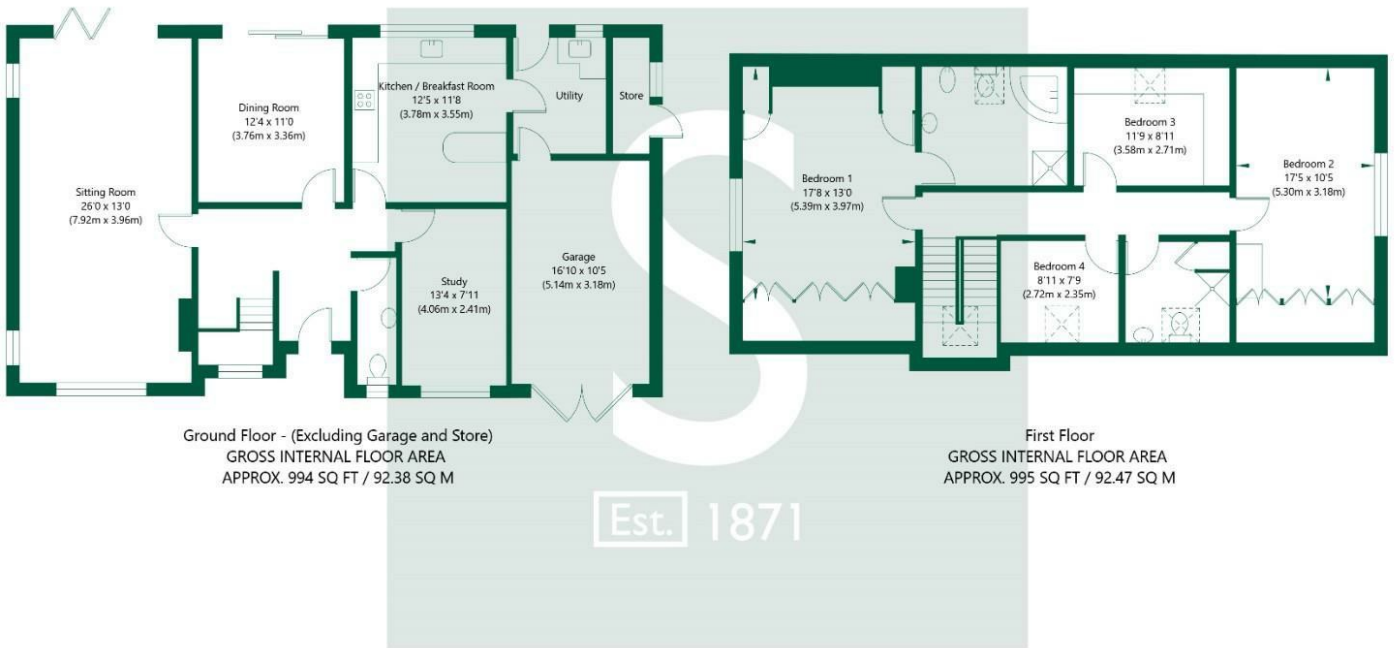 Sitting Room
26'0 x 13'0
(7.92m x 3.96m)
Dining Room
12'4 x 11'0
(3.76m x 3.36m)
Kitchen / Breakfast Room
12'5 x 11'8
(3.78m x 3.55m)
Utility
Store
Study
13'4 x 7'11
(4.06m x 2.41m)
Garage
16'10 x 10'5
(5.14m x 3.18m)
Ground Floor - (Excluding Garage and Store)
GROSS INTERNAL FLOOR AREA
APPROX. 994 SQ FT / 92.38 SQ M
Bedroom 1
17'8 x 13'0
(5.39m x 3.97m)
Bedroom 3
11'9 x 8'11
(3.58m x 2.71m)
Bedroom 2
17'5 x 10'5
(5.30m x 3.18m)
Bedroom 4
8'11 x 7'9
(2.72m x 2.35m)
First Floor
GROSS INTERNAL FLOOR AREA
APPROX. 995 SQ FT / 92.47 SQ M
S
Est. 1871